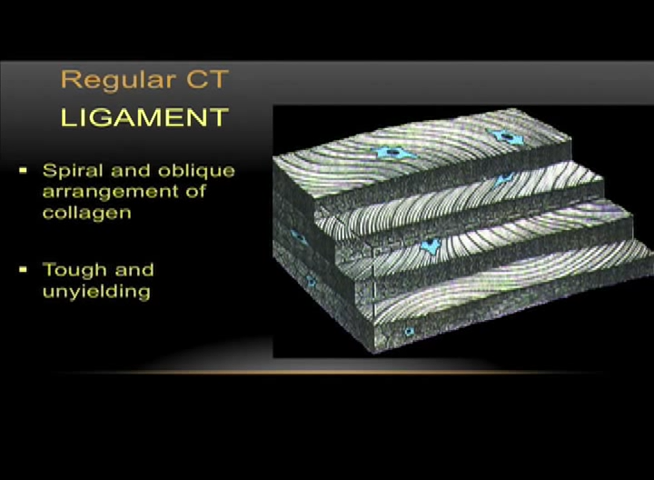 Regular CT
LIGAMENT
▪ Spiral and oblique
arrangement of
collagen
▪ Tough and
unyielding